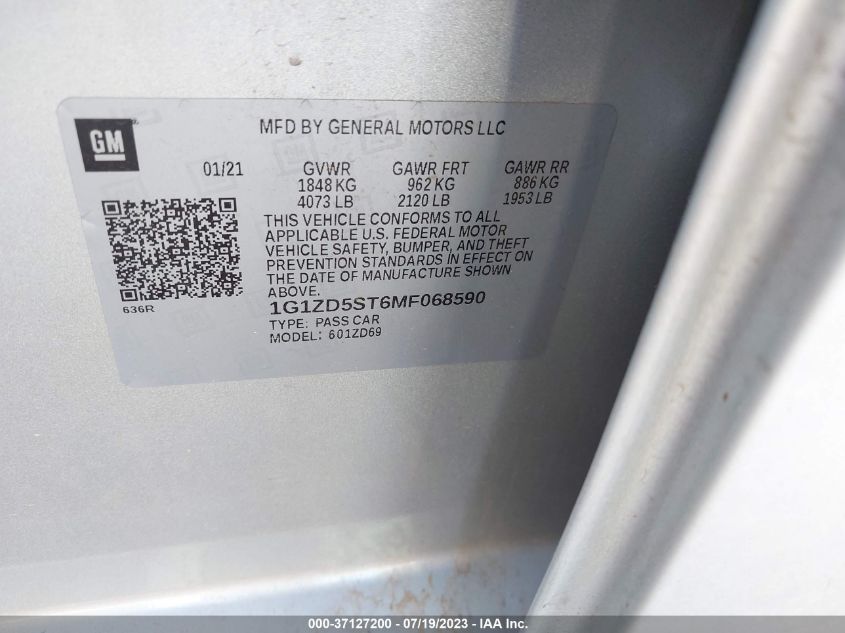 GM
MFD BY GENERAL MOTORS LLC
01/21 GVWR GAWR FRT GAWR RR
1848 KG 962 KG 886 KG
4073 LB 2120 LB 1953 LB
THIS VEHICLE CONFORMS TO ALL
APPLICABLE U.S. FEDERAL MOTOR
VEHICLE SAFETY, BUMPER, AND THEFT
PREVENTION STANDARDS IN EFFECT ON
THE DATE OF MANUFACTURE SHOWN
ABOVE.
636R
1G1ZD5ST6MF068590
TYPE: PASS CAR
MODEL: 601ZD69
000-37127200 - 07/19/2023 - IAA Inc.